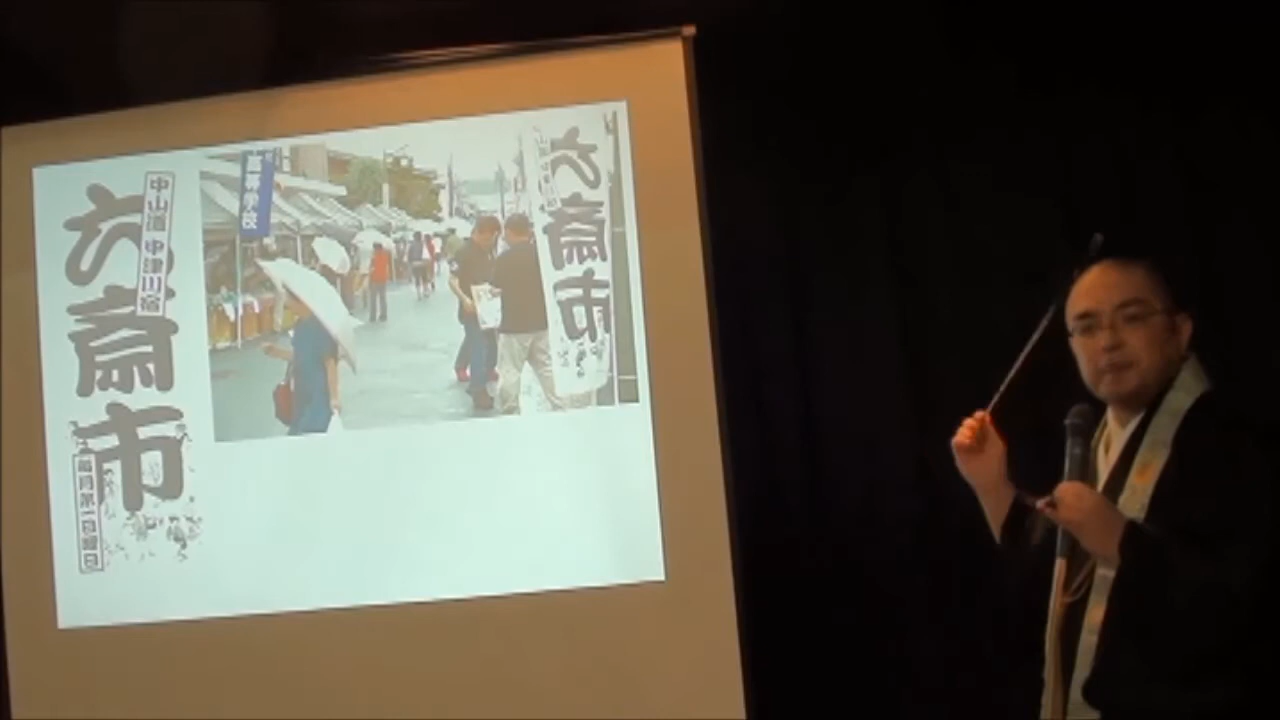 中山道 中津川宿
六斎市
毎月第一日曜日
六斎市